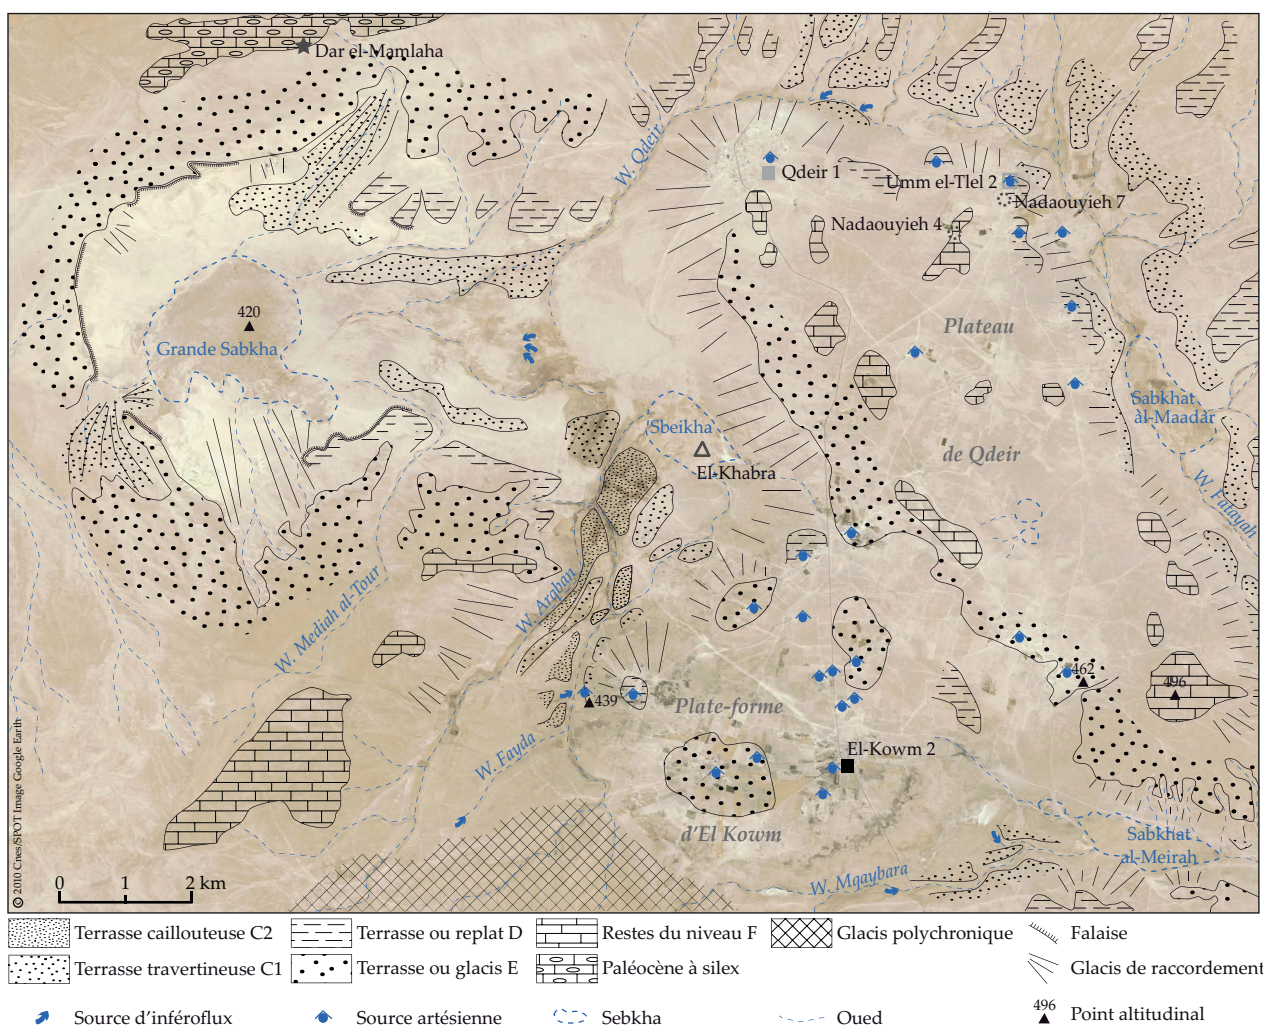 Dar el-Mamlaha
W. Qdeir
Qdeir 1
Umm el-Tlel 2
Nadaouyieh 7
Nadaouyieh 4
420
Grande Sabkha
Plateau
de Qdeir
Sabkhat
al-Maadàr
Sbeikha
El-Khabra
W. Fatayah
W. Arqban
W. Mediah al-Tour
462
496
439
Plate-forme
d'El Kowm
W. Fayda
El-Kowm 2
Sabkhat
al-Meirah
W. Mqaybara
© 2010 Cnes/SPOT Image Google Earth
0 1 2 km
Terrasse caillouteuse C2
Terrasse ou replat D
Restes du niveau F
Glacis polychronique
Falaise
Terrasse travertineuse C1
Terrasse ou glacis E
Paléocène à silex
Glacis de raccordement
Source d'inféroflux
Source artésienne
Sebkha
Oued
496
Point altitudinal